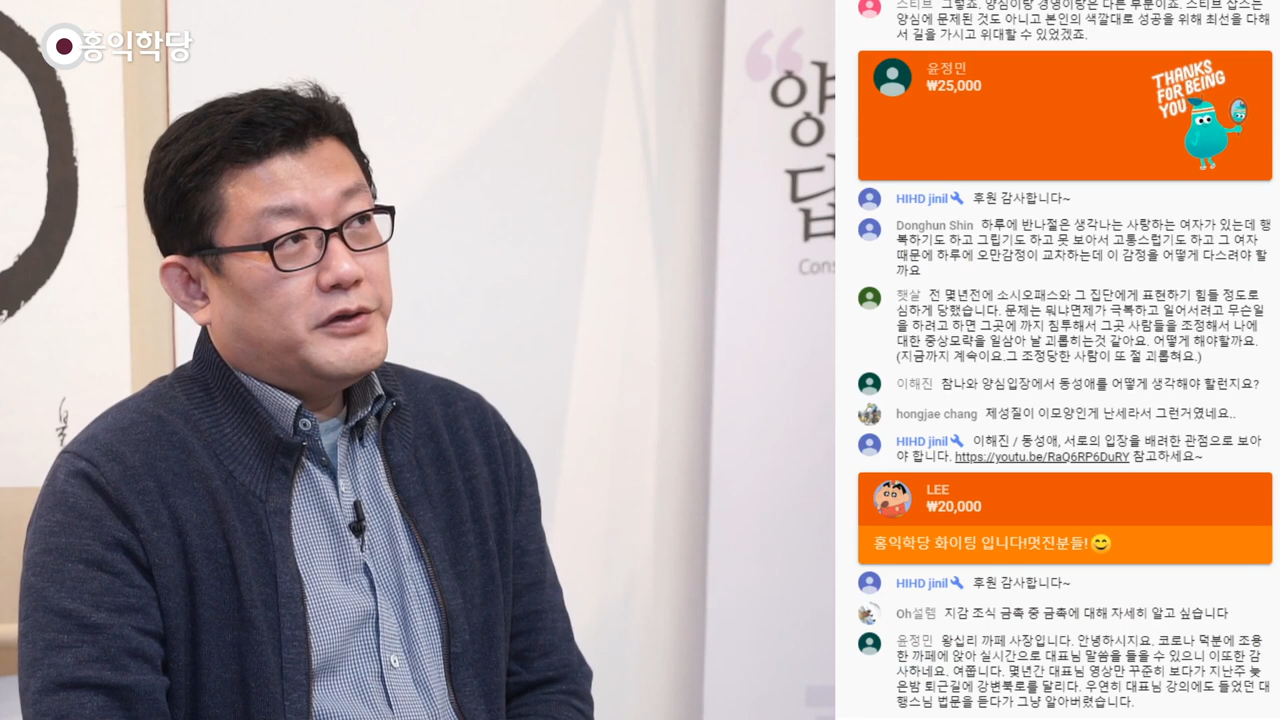 홍익학당
“양
답
Cons
스티브 그렇죠. 양심이랑 경영이랑은 다른 부분이죠. 스티브 잡스는
양심에 문제된 것도 아니고 본인의 색깔대로 성공을 위해 최선을 다해
서 길을 가시고 위대할 수 있었겠죠.
윤정민
₩25,000
THANKS
FOR BEING
YOU
HIHD jinil 후원 감사합니다~
Donghun Shin 하루에 반나절은 생각나는 사랑하는 여자가 있는데 행
복하기도 하고 그립기도 하고 못 보아서 고통스럽기도 하고 그 여자
때문에 하루에 오만감정이 교차하는데 이 감정을 어떻게 다스려야 할
까요
햇살 전 몇년전에 소시오패스와 그 집단에게 표현하기 힘들 정도로
심하게 당했습니다. 문제는 뭐냐면제가 극복하고 일어서려고 무슨일
을 하려고 하면 그곳에 까지 침투해서 그곳 사람들을 조정해서 나에
대한 중상모략을 일삼아 날 괴롭히는것 같아요. 어떻게 해야할까요.
(지금까지 계속이요.그 조정당한 사람이 또 절 괴롭혀요.)
이해진 참나와 양심입장에서 동성애를 어떻게 생각해야 할런지요?
hongjae chang 제성질이 이모양인게 난세라서 그런거였네요..
HIHD jinil 이해진 / 동성애, 서로의 입장을 배려한 관점으로 보아
야 합니다. https://youtu.be/RaQ6RP6DuRY 참고하세요~
LEE
₩20,000
홍익학당 화이팅 입니다!멋진분들!😊
HIHD jinil 후원 감사합니다~
Oh설렘 지감 조식 금촉 중 금촉에 대해 자세히 알고 싶습니다
윤정민 왕십리 까페 사장입니다. 안녕하시지요. 코로나 덕분에 조용
한 까페에 앉아 실시간으로 대표님 말씀을 들을 수 있으니 이또한 감
사하네요. 여쭙니다. 몇년간 대표님 영상만 꾸준히 보다가 지난주 늦
은밤 퇴근길에 강변북로를 달리다. 우연히 대표님 강의에도 들었던 대
행스님 법문을 듣다가 그냥 알아버렸습니다.